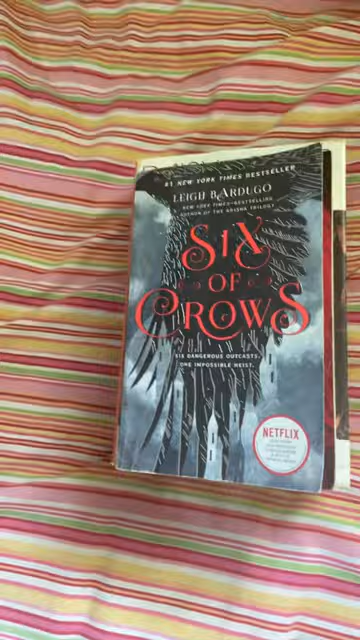 #1 NEW YORK TIMES BESTSELLER
LEIGH BARDUGO
NEW YORK TIMES-BESTSELLING
AUTHOR OF THE GRISHA TRILOGY
SIX
OF
CROWS
SIX DANGEROUS OUTCASTS.
ONE IMPOSSIBLE HEIST.
NETFLIX